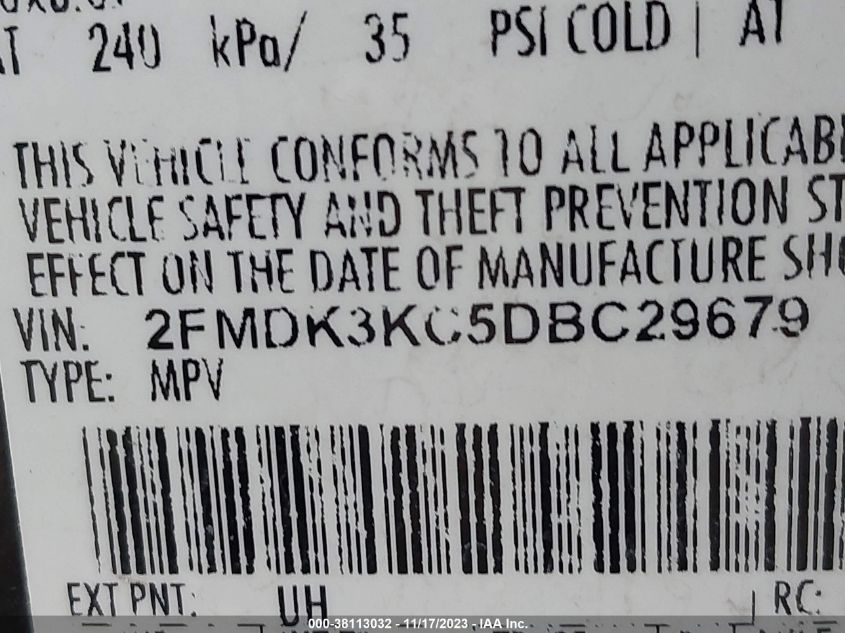 240 kPa/ 35 PSI COLD | AT
THIS VEHICLE CONFORMS TO ALL APPLICABL
VEHICLE SAFETY AND THEFT PREVENTION ST
EFFECT ON THE DATE OF MANUFACTURE SHO
VIN: 2FMDK3KC5DBC29679
TYPE: MPV
EXT PNT: UH RC:
000-38113032 - 11/17/2023 - IAA Inc.